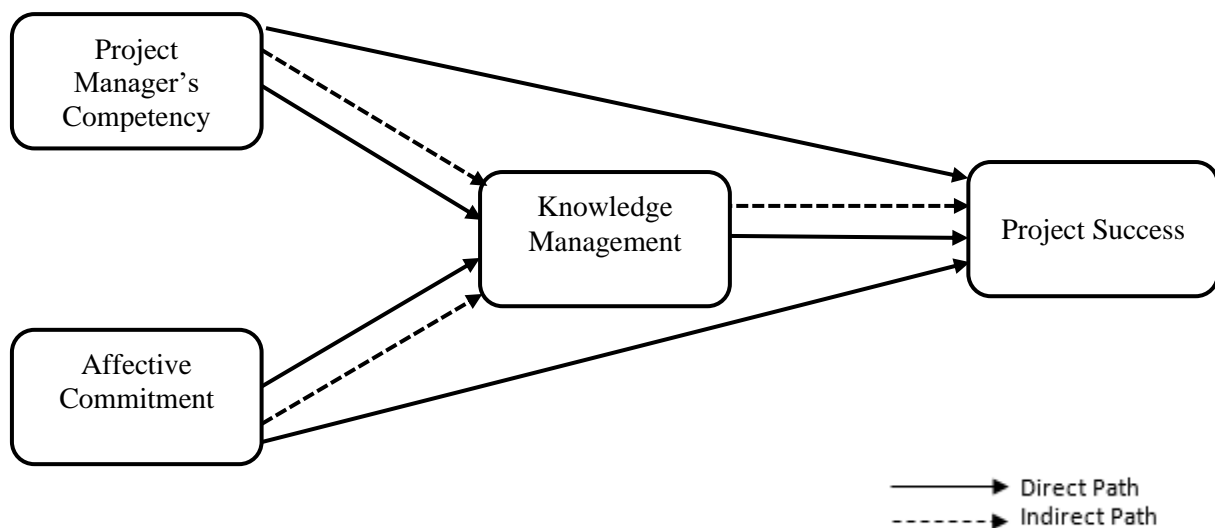 Project
Manager’s
Competency
Knowledge
Management
Project Success
Affective
Commitment
Direct Path
Indirect Path